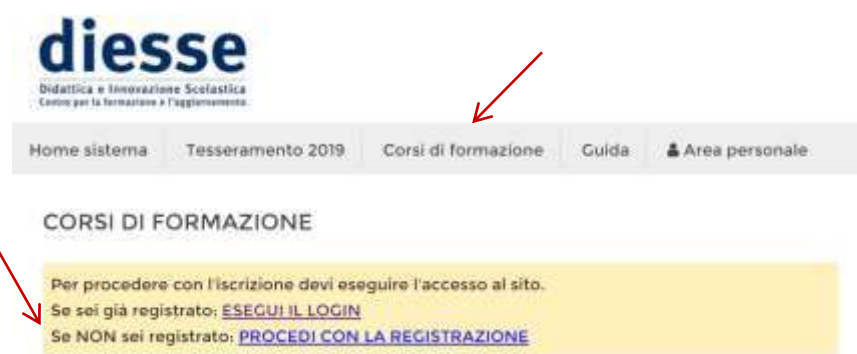 diesse
Didattica e Innovazione Scolastica
Centro per la formazione e l'aggiornamento
Home sistema Tesseramento 2019 Corsi di formazione Guida Area personale
CORSI DI FORMAZIONE
Per procedere con l'iscrizione devi eseguire l'accesso al sito.
Se sei già registrato: ESEGUI IL LOGIN
Se NON sei registrato: PROCEDI CON LA REGISTRAZIONE